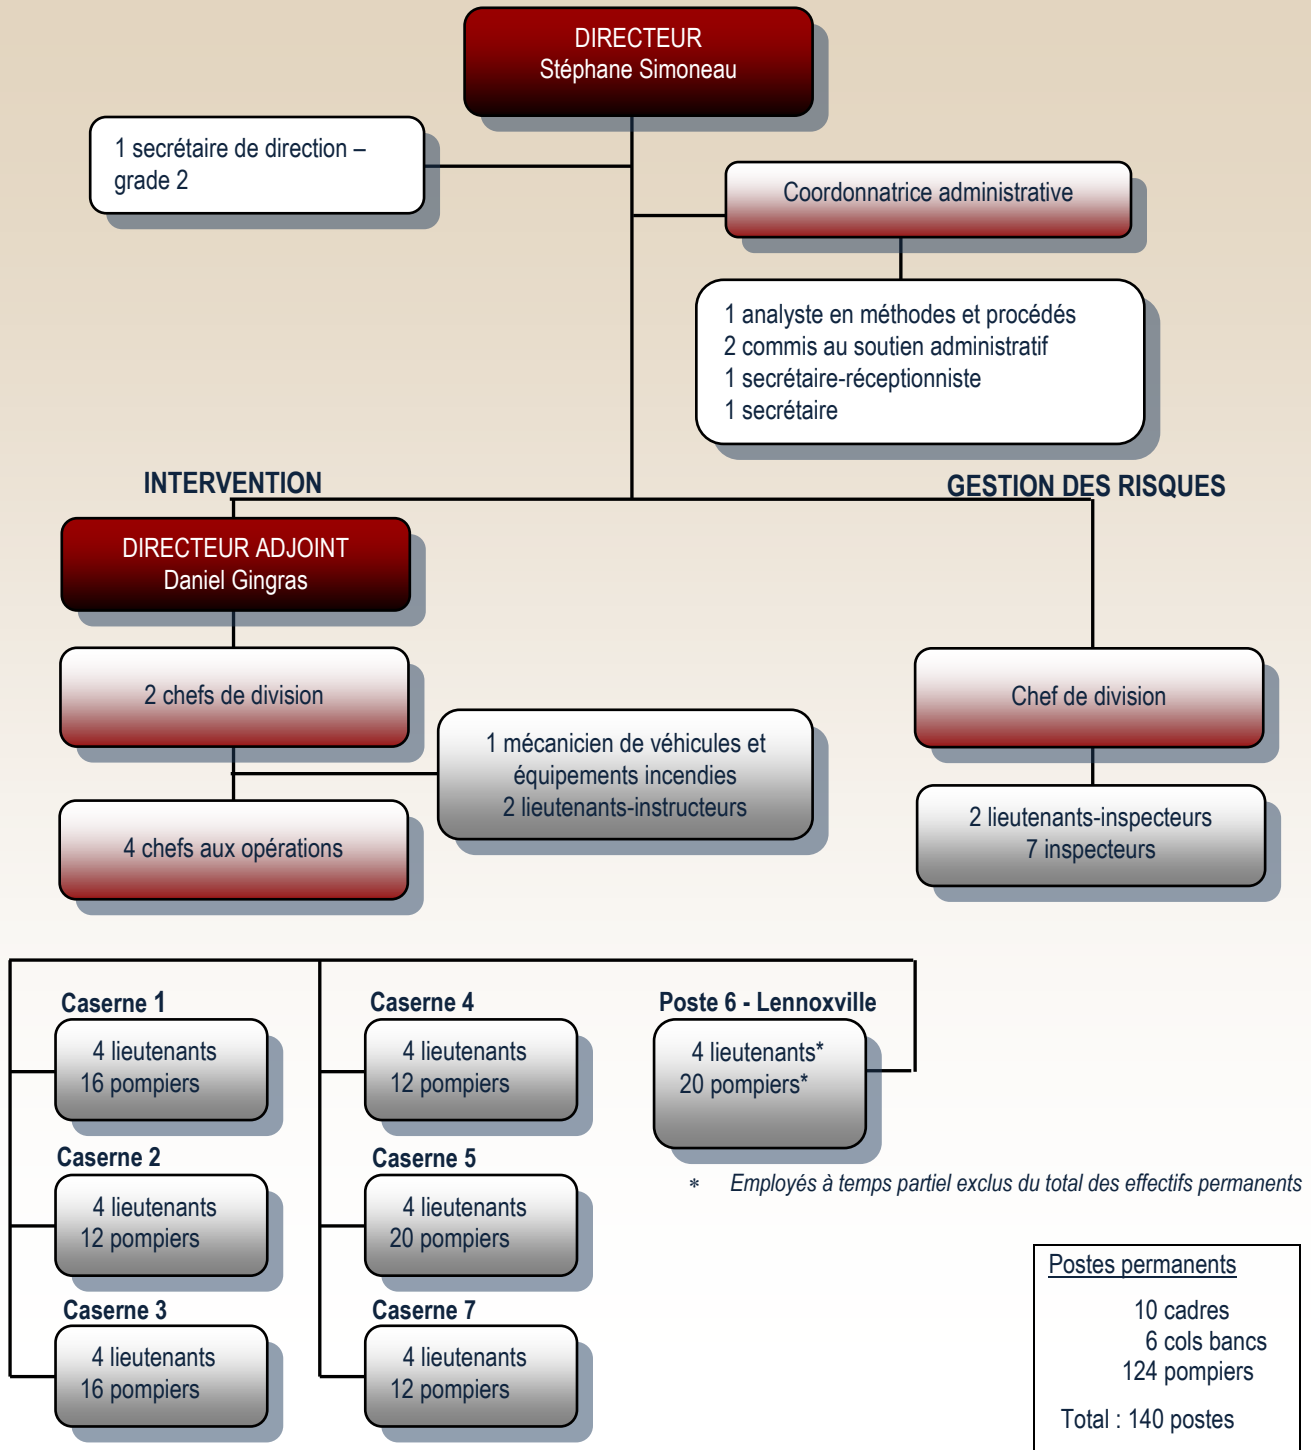 DIRECTEUR
Stéphane Simoneau
1 secrétaire de direction –
grade 2
Coordonnatrice administrative
1 analyste en méthodes et procédés
2 commis au soutien administratif
1 secrétaire-réceptionniste
1 secrétaire
INTERVENTION
GESTION DES RISQUES
DIRECTEUR ADJOINT
Daniel Gingras
2 chefs de division
Chef de division
1 mécanicien de véhicules et
équipements incendies
2 lieutenants-instructeurs
2 lieutenants-inspecteurs
7 inspecteurs
4 chefs aux opérations
Caserne 1
4 lieutenants
16 pompiers
Caserne 4
4 lieutenants
12 pompiers
Poste 6 - Lennoxville
4 lieutenants*
20 pompiers*
Caserne 2
4 lieutenants
12 pompiers
Caserne 5
4 lieutenants
20 pompiers
* Employés à temps partiel exclus du total des effectifs permanents
Caserne 3
4 lieutenants
16 pompiers
Caserne 7
4 lieutenants
12 pompiers
Postes permanents
10 cadres
6 cols bancs
124 pompiers
Total : 140 postes